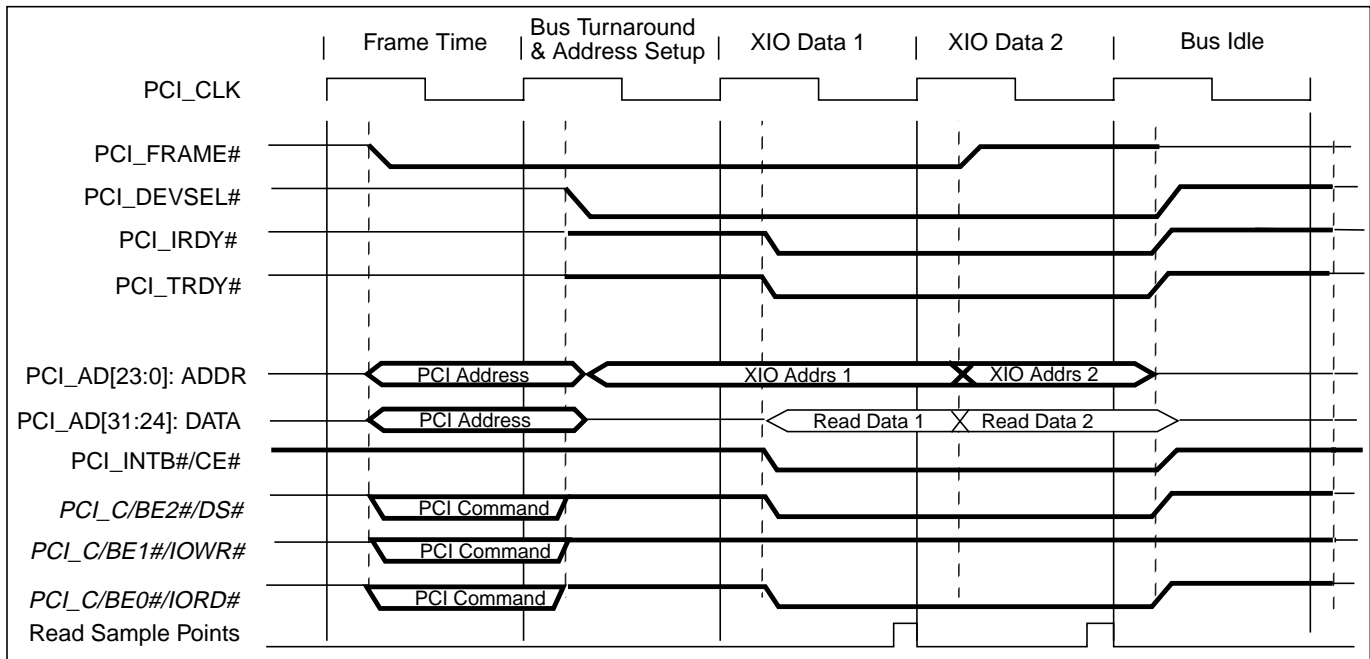 Frame Time
Bus Turnaround
& Address Setup
XIO Data 1
XIO Data 2
Bus Idle
PCI_CLK
PCI_FRAME#
PCI_DEVSEL#
PCI_IRDY#
PCI_TRDY#
PCI_AD[23:0]: ADDR
PCI Address
XIO Addrs 1
XIO Addrs 2
PCI_AD[31:24]: DATA
PCI Address
Read Data 1
Read Data 2
PCI_INTB#/CE#
PCI_C/BE2#/DS#
PCI Command
PCI_C/BE1#/IOWR#
PCI Command
PCI_C/BE0#/IORD#
PCI Command
Read Sample Points